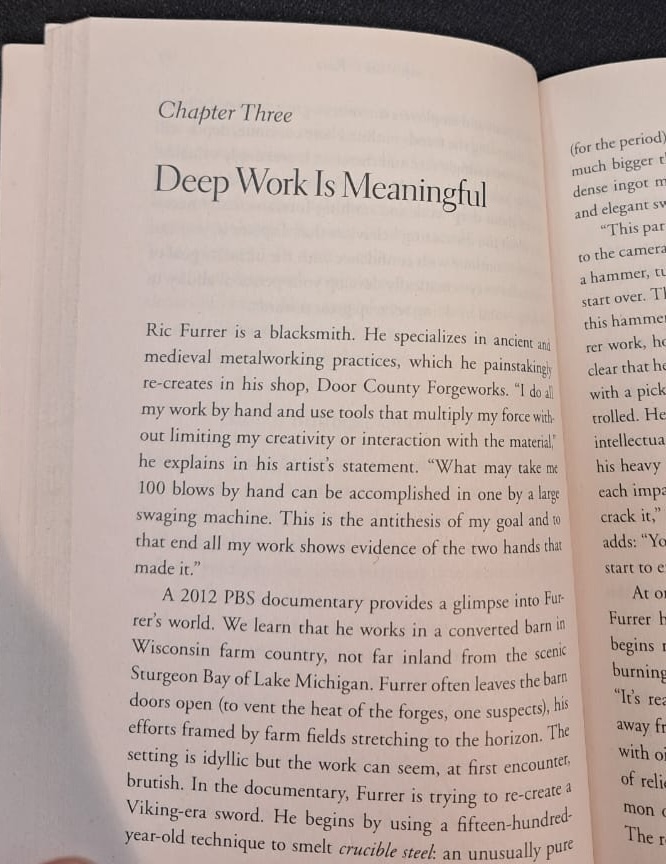 Chapter Three
Deep Work Is Meaningful
Ric Furrer is a blacksmith. He specializes in ancient and
medieval metalworking practices, which he painstakingly
re-creates in his shop, Door County Forgeworks. “I do all
my work by hand and use tools that multiply my force with-
out limiting my creativity or interaction with the material,”
he explains in his artist’s statement. “What may take me
100 blows by hand can be accomplished in one by a large
swaging machine. This is the antithesis of my goal and to
that end all my work shows evidence of the two hands that
made it.”
A 2012 PBS documentary provides a glimpse into Fur-
rer’s world. We learn that he works in a converted barn in
Wisconsin farm country, not far inland from the scenic
Sturgeon Bay of Lake Michigan. Furrer often leaves the barn
doors open (to vent the heat of the forges, one suspects), his
efforts framed by farm fields stretching to the horizon. The
setting is idyllic but the work can seem, at first encounter,
brutish. In the documentary, Furrer is trying to re-create a
Viking-era sword. He begins by using a fifteen-hundred-
year-old technique to smelt crucible steel: an unusually pure
(for the period)
much bigger
dense ingot
and elegant
“This
to the camera
a hammer,
start over.
this
rer work,
clear that he
with a pick
trolled. He
his heavy
each
crack it,”
adds:
start to
At
Furrer
begins
burning
“It’s
away
with
of
mon
The